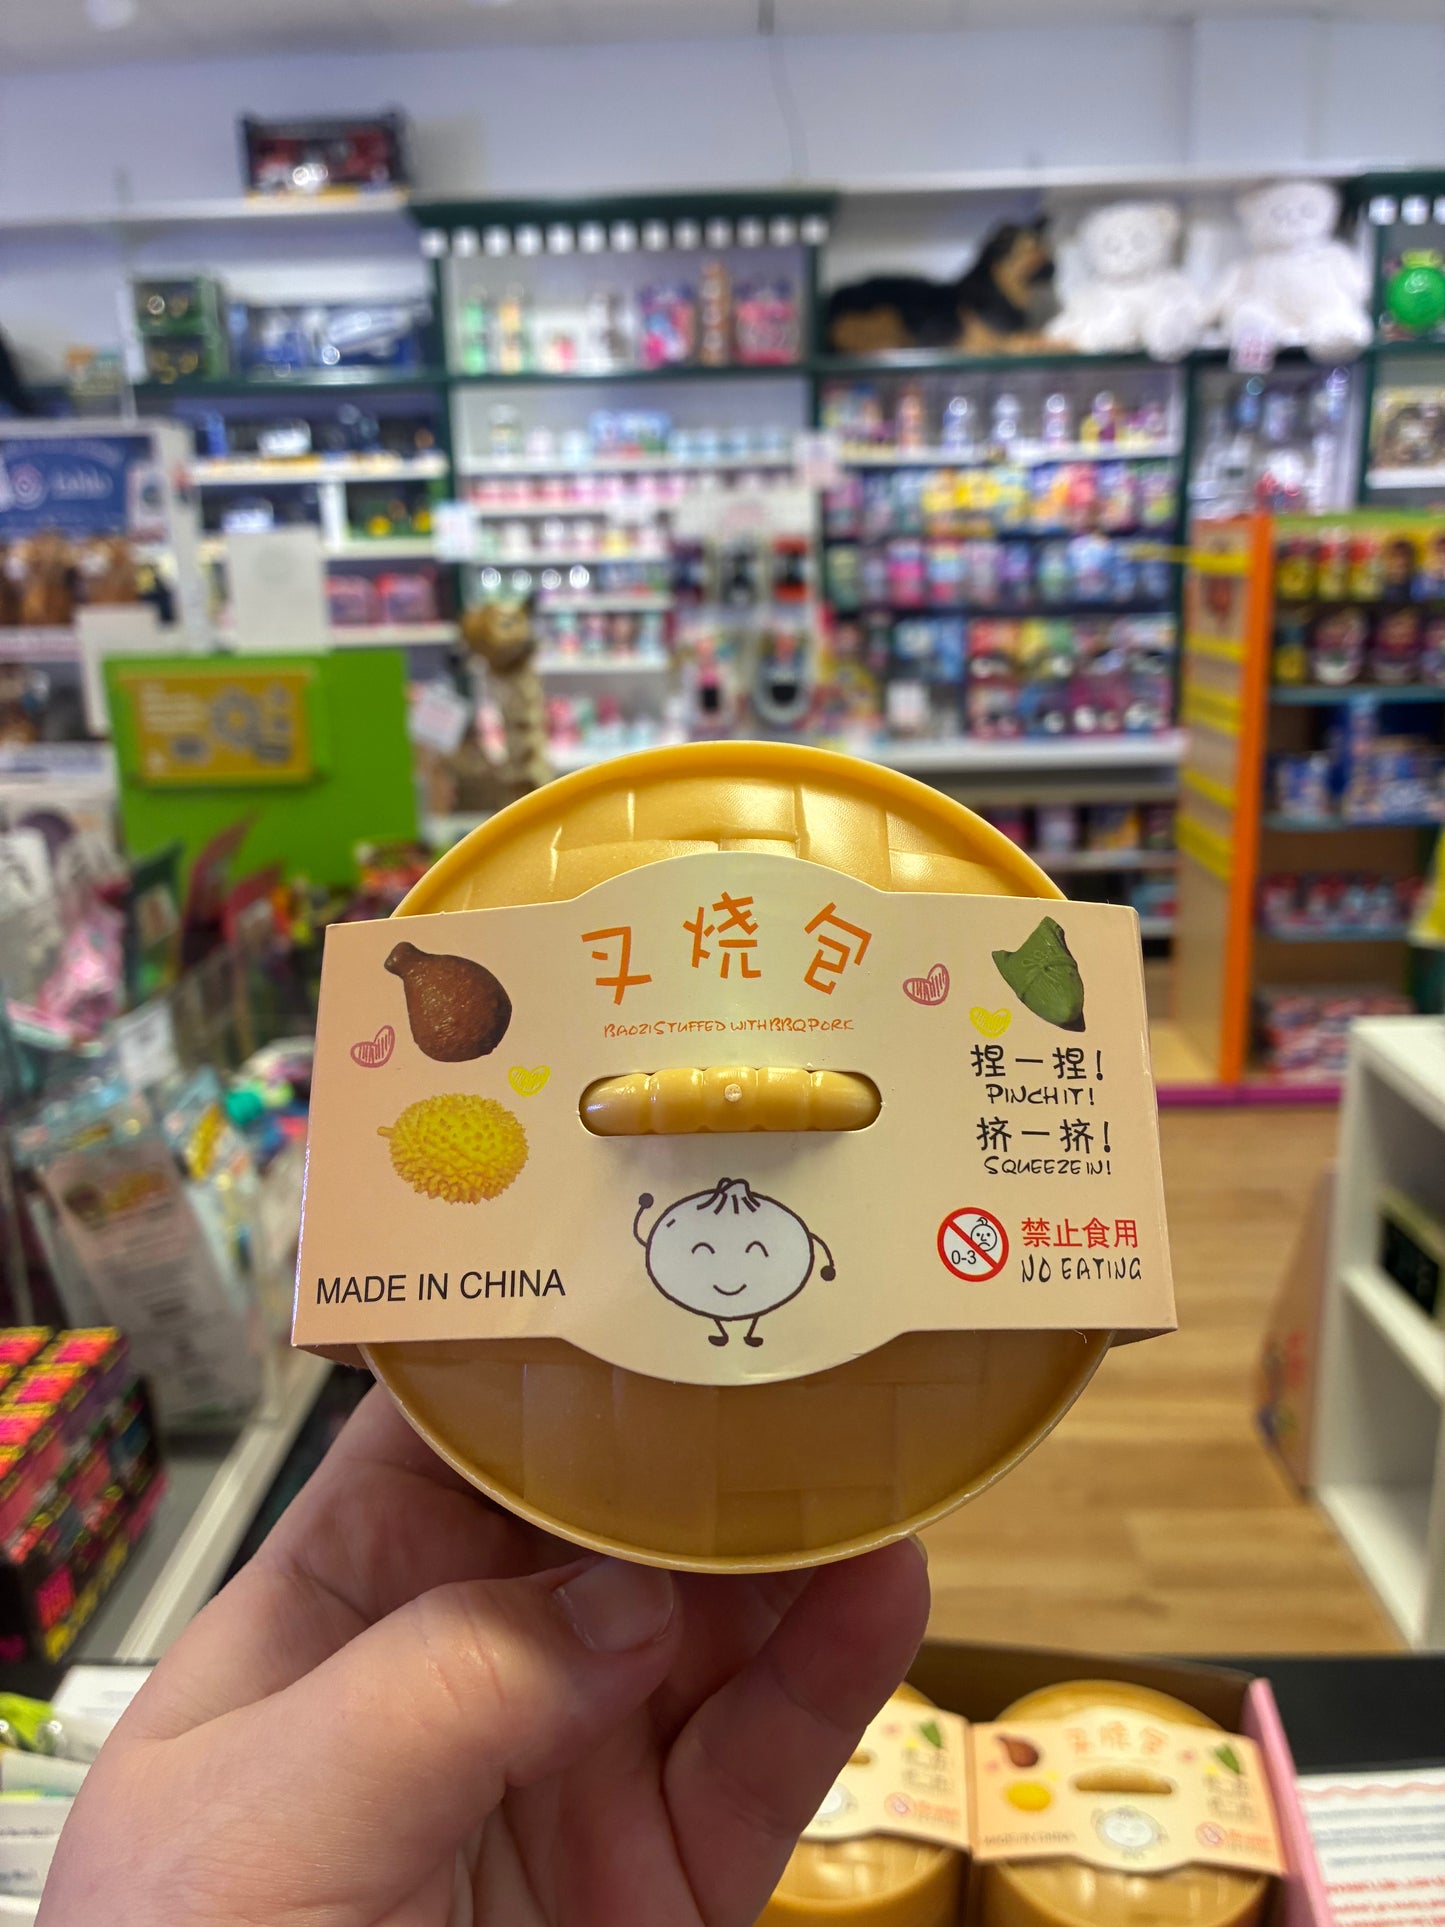 叉烧包
BAOZI STUFFED WITH BBQ PORK
捏一捏!
PINCH IT!
挤一挤!
SQUEEZE IN!
0-3
禁止食用
NO EATING
MADE IN CHINA